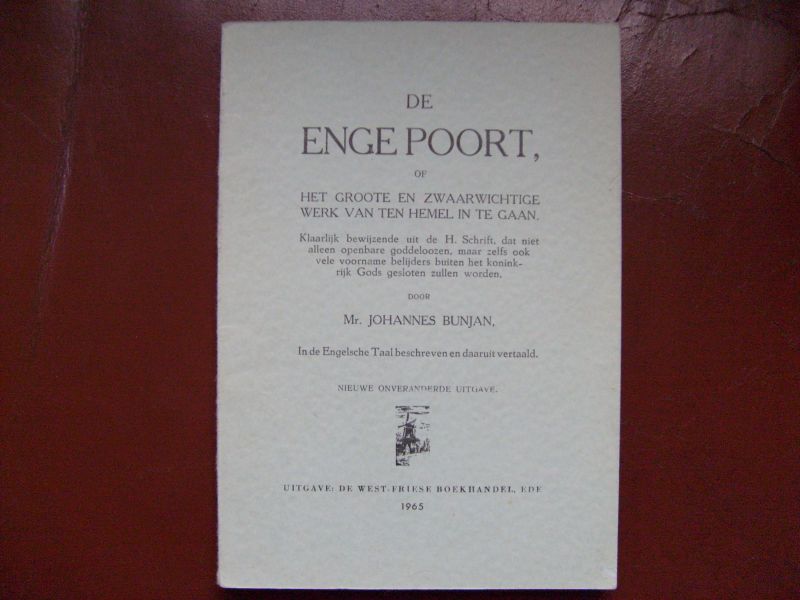 DE
ENGE POORT,
OF
HET GROOTE EN ZWAARWICHTIGE
WERK VAN TEN HEMEL IN TE GAAN.
Klaarlijk bewijzende uit de H. Schrift, dat niet
alleen openbare goddeloozen, maar zelfs ook
vele voorname belijders buiten het konink-
rijk Gods gesloten zullen worden,
DOOR
Mr. JOHANNES BUNJAN,
In de Engelsche Taal beschreven en daaruit vertaald.
NIEUWE ONVERANDERDE UITGAVE.
UITGAVE: DE WEST-FRIESE BOEKHANDEL, EDE
1965